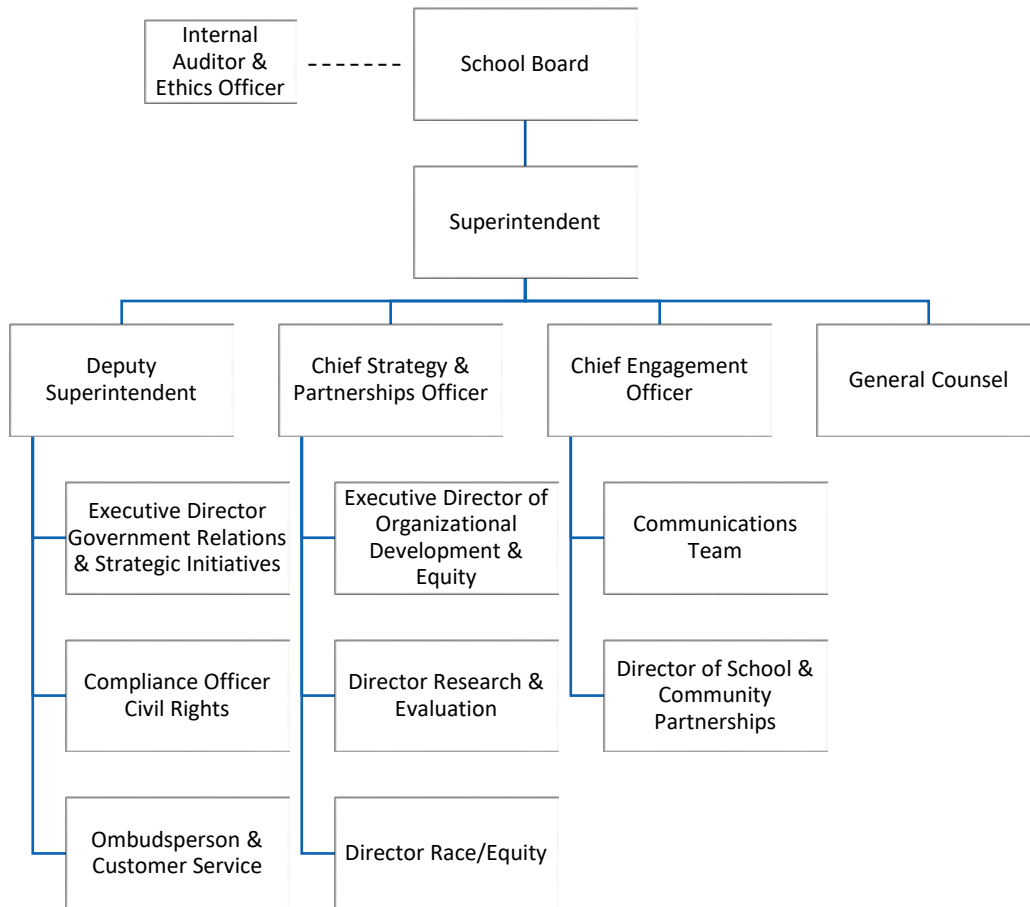 Internal
Auditor &
Ethics Officer
School Board
Superintendent
Deputy
Superintendent
Chief Strategy &
Partnerships Officer
Chief Engagement
Officer
General Counsel
Executive Director
Government Relations
& Strategic Initiatives
Executive Director of
Organizational
Development &
Equity
Communications
Team
Compliance Officer
Civil Rights
Director Research &
Evaluation
Director of School &
Community
Partnerships
Ombudsperson &
Customer Service
Director Race/Equity